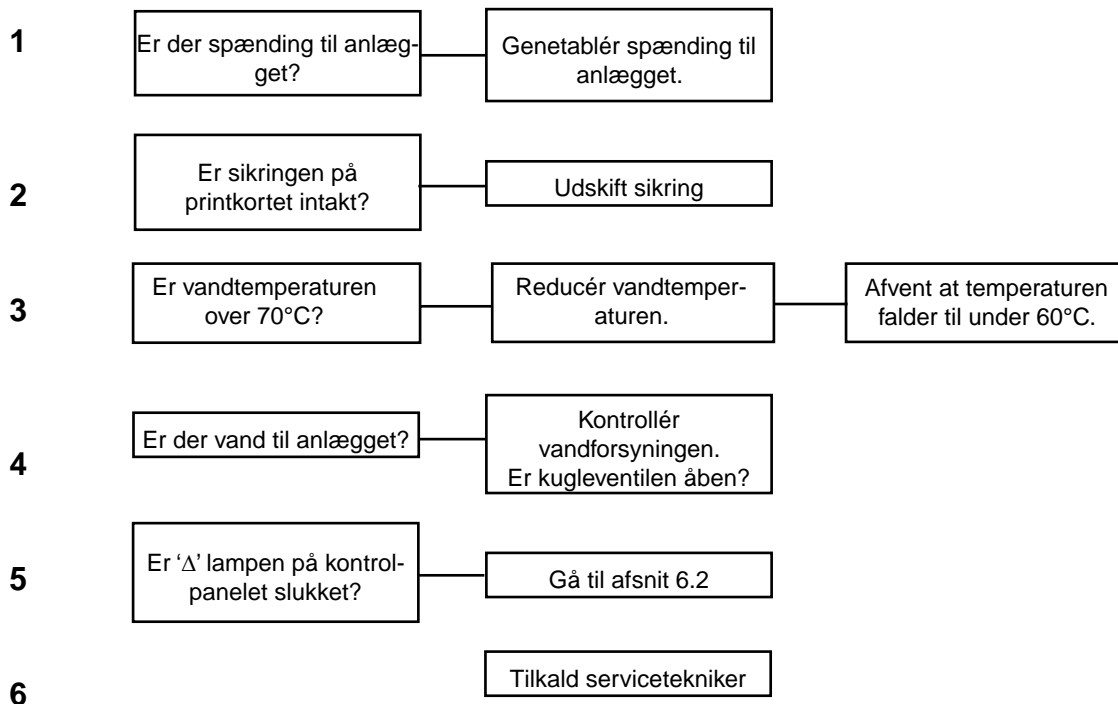 1
Er der spænding til anlæg-
get?
Genetablér spænding til
anlægget.
2
Er sikringen på
printkortet intakt?
Udskift sikring
3
Er vandtemperaturen
over 70°C?
Reducér vandtemper-
aturen.
Afvent at temperaturen
falder til under 60°C.
4
Er der vand til anlægget?
Kontrollér
vandforsyningen.
Er kugleventilen åben?
5
Er ‘Δ’ lampen på kontrol-
panelet slukket?
Gå til afsnit 6.2
6
Tilkald servicetekniker